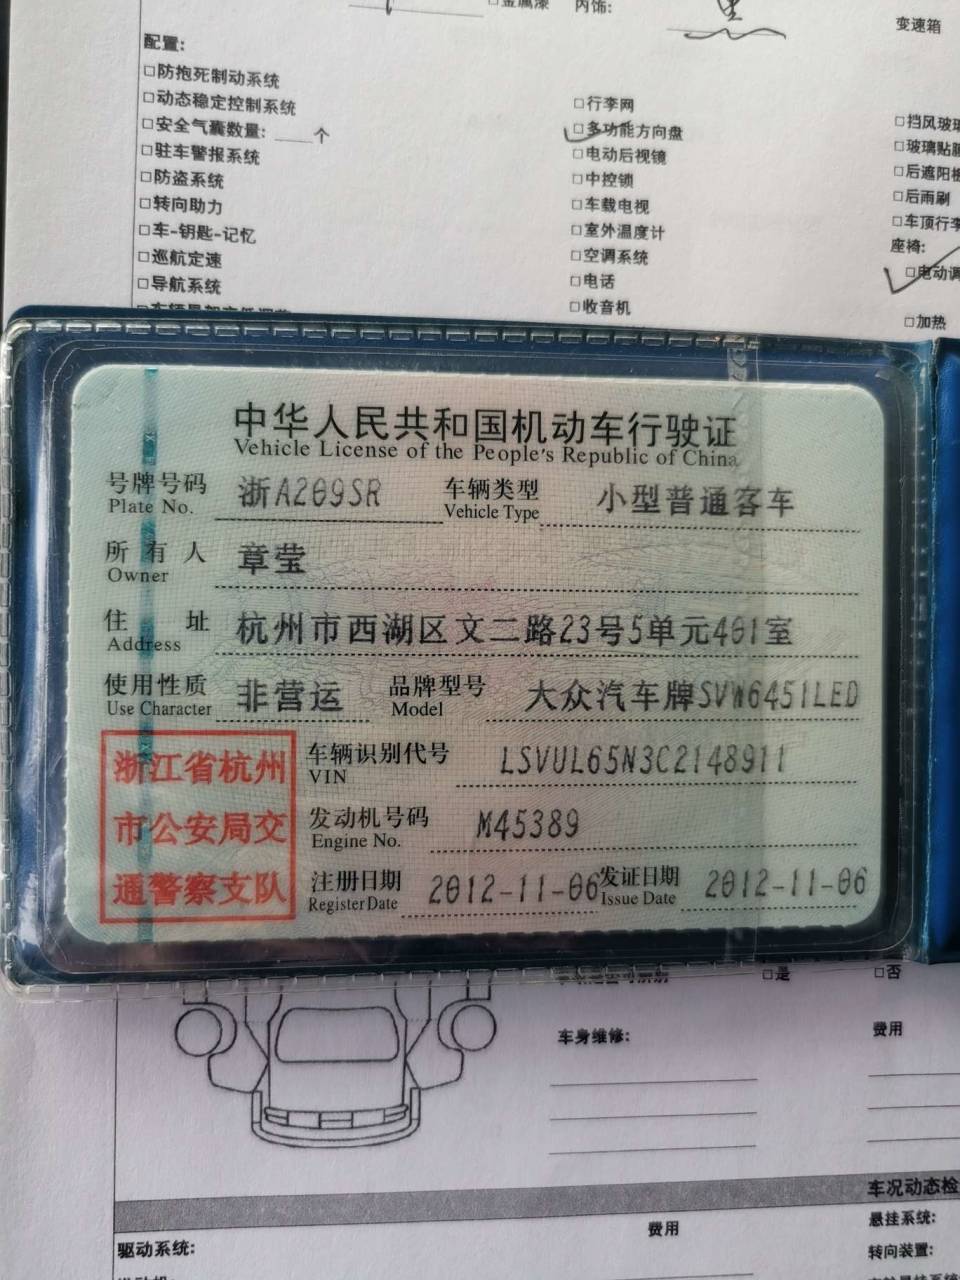 □金属漆 内饰:
变速箱
配置:
□防抱死制动系统
□动态稳定控制系统
□安全气囊数量: 个
□驻车警报系统
□防盗系统
□转向助力
□车-钥匙-记忆
□巡航定速
□导航系统
□行李网
□多功能方向盘
□电动后视镜
□中控锁
□车载电视
□室外温度计
□空调系统
□电话
□收音机
□挡风玻璃
□玻璃贴膜
□后遮阳
□后雨刷
□车顶行李
座椅:
□电动调
□加热
中华人民共和国机动车行驶证
Vehicle License of the People's Republic of China
号牌号码 浙A209SR 车辆类型 小型普通客车
Plate No. Vehicle Type
所有人 章莹
Owner
住址 杭州市西湖区文二路23号5单元401室
Address
使用性质 非营运 品牌型号 大众汽车牌SVW6451LED
Use Character Model
浙江省杭州
市公安局交
通警察支队
车辆识别代号 LSVUL65N3C2148911
VIN
发动机号码 M45389
Engine No.
注册日期 2012-11-06 发证日期 2012-11-06
Register Date Issue Date
□是 □否
车身维修: 费用
车况动态检
费用 悬挂系统:
驱动系统: 转向装置: